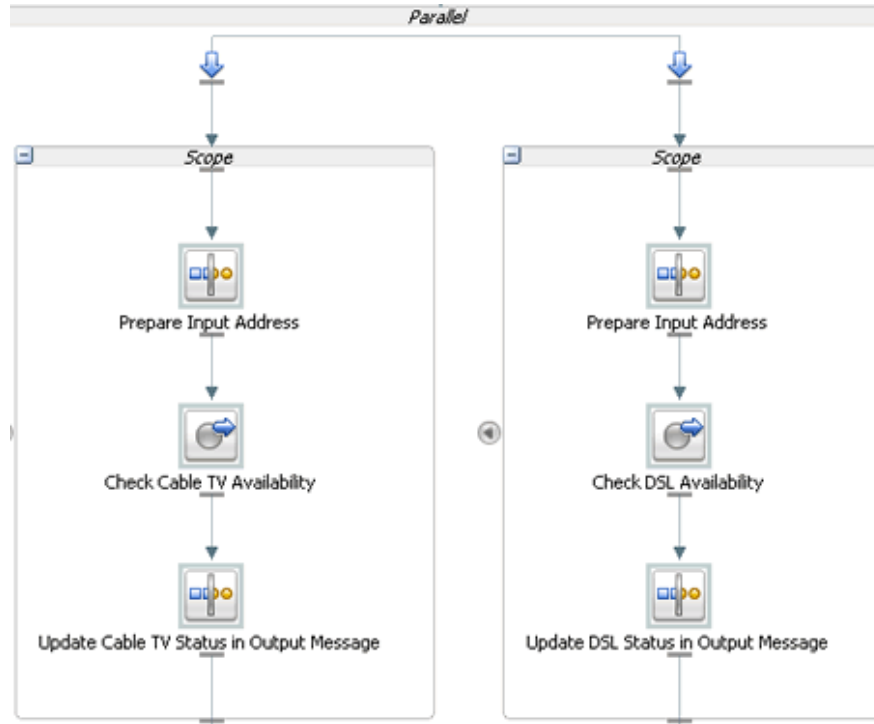 Parallel
Scope
Scope
Prepare Input Address
Prepare Input Address
Check Cable TV Availability
Check DSL Availability
Update Cable TV Status in Output Message
Update DSL Status in Output Message